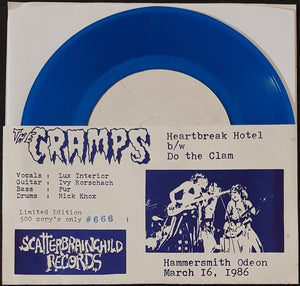 THE
CRAMPS
Heartbreak Hotel
b/w
Do the Clam
Vocals : Lux Interior
Guitar : Ivy Rorschach
Bass : Fur
Drums : Nick Knox
Limited Edition
500 copy's only #666
SCATTERBRAINCHILD
RECORDS
Hammersmith Odeon
March 16, 1986